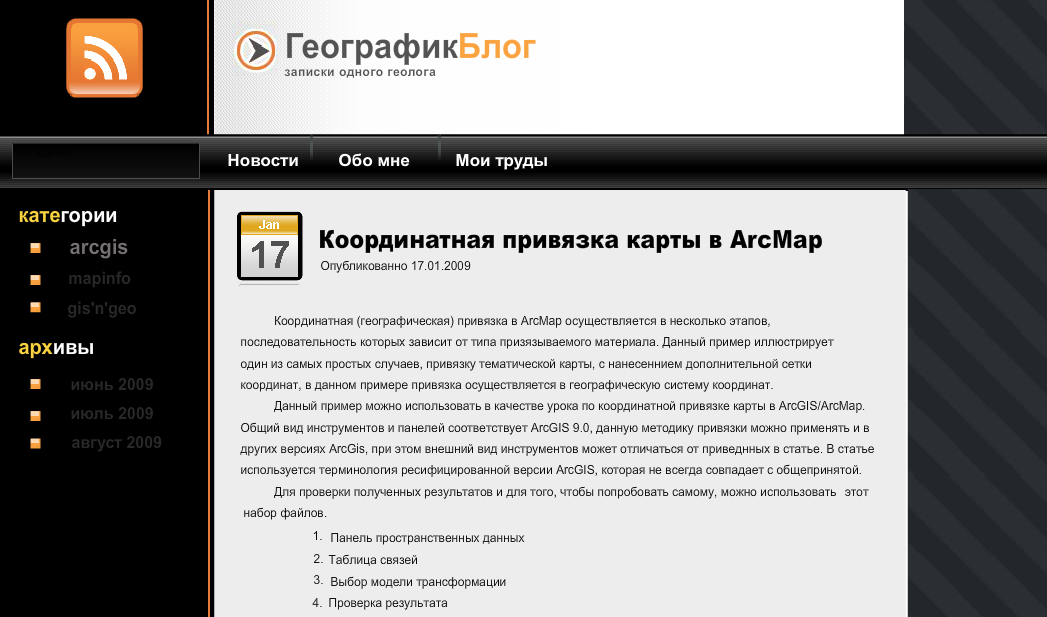 ГеографикБлог
записки одного геолога
Новости Обо мне Мои труды
категории
arcgis
mapinfo
gis'n'geo
архивы
июнь 2009
июль 2009
август 2009
Jan
17
Координатная привязка карты в ArcMap
Опубликованно 17.01.2009
Координатная (географическая) привязка в ArcMap осуществляется в несколько этапов,
последовательность которых зависит от типа призязываемого материала. Данный пример иллюстрирует
один из самых простых случаев, привязку тематической карты, с нанесеннием дополнительной сетки
координат, в данном примере привязка осуществляется в географическую систему координат.
Данный пример можно использовать в качестве урока по координатной привязке карты в ArcGIS/ArcMap.
Общий вид инструментов и панелей соответствует ArcGIS 9.0, данную методику привязки можно применять и в
других версиях ArcGis, при этом внешний вид инструментов может отличаться от приведнных в статье. В статье
используется терминология ресифицированной версии ArcGIS, которая не всегда совпадает с общепринятой.
Для проверки полученных результатов и для того, чтобы попробовать самому, можно использовать этот
набор файлов.
1. Панель пространственных данных
2. Таблица связей
3. Выбор модели трансформации
4. Проверка результата